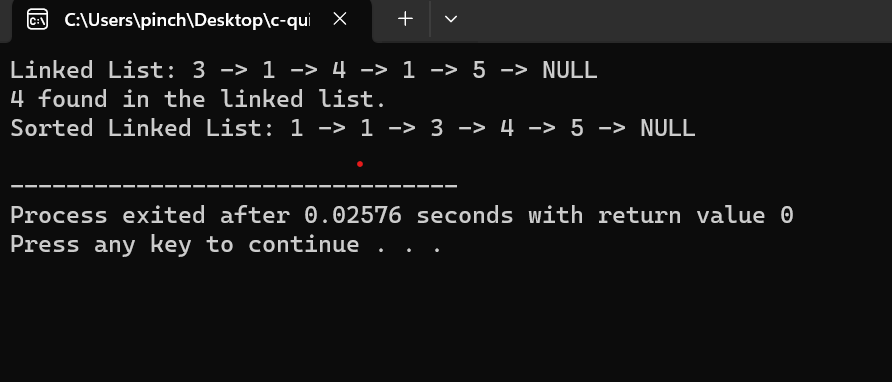 C:\Users\pinch\Desktop\c-qui
Linked List: 3 -> 1 -> 4 -> 1 -> 5 -> NULL
4 found in the linked list.
Sorted Linked List: 1 -> 1 -> 3 -> 4 -> 5 -> NULL
--------------------------------
Process exited after 0.02576 seconds with return value 0
Press any key to continue . . .